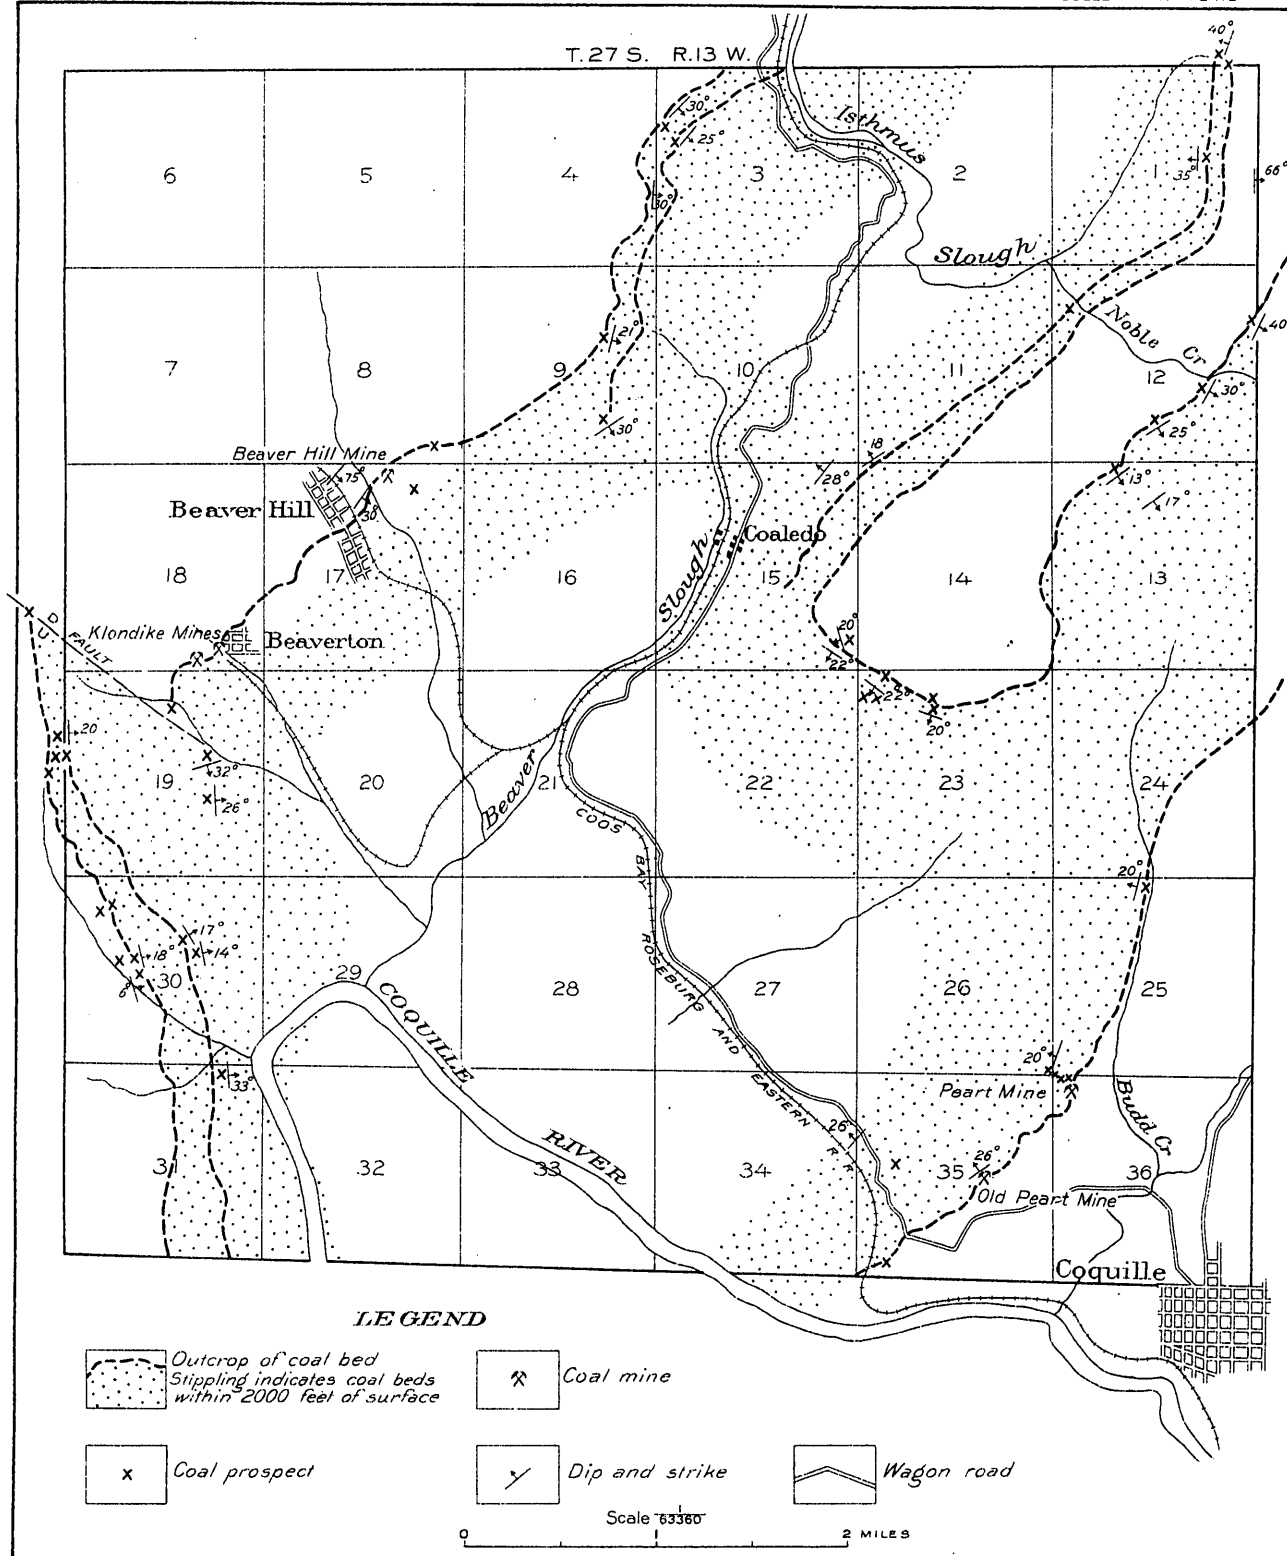 T. 27 S. R. 13 W.
40°
Isthmus
30°
25°
6
5
4
3
2
1
35°
66°
30°
Slough
Noble Cr
40°
21°
7
8
9
10
11
12
30°
30°
25°
18
Beaver Hill Mine
75°
28°
13°
17°
Beaver Hill
30°
Coaledo
18
17
16
Slough
15
14
13
D
U
FAULT
Klondike Mines
Beaverton
20°
22°
22°
20°
20
32°
19
20
21
22
23
24
26°
Beaver
COOS
BAY
ROSEBURG
AND
EASTERN
R R
20°
17°
18°
14°
6°
30
29
28
27
26
25
COQUILLE
RIVER
20°
33°
Peart Mine
Budd Cr
26
26°
31
32
33
34
35
36
Old Peart Mine
Coquille
LEGEND
Outcrop of coal bed
Stippling indicates coal beds
within 2000 feet of surface
Coal mine
Coal prospect
Dip and strike
Wagon road
Scale 1/63360
0
1
2 MILES